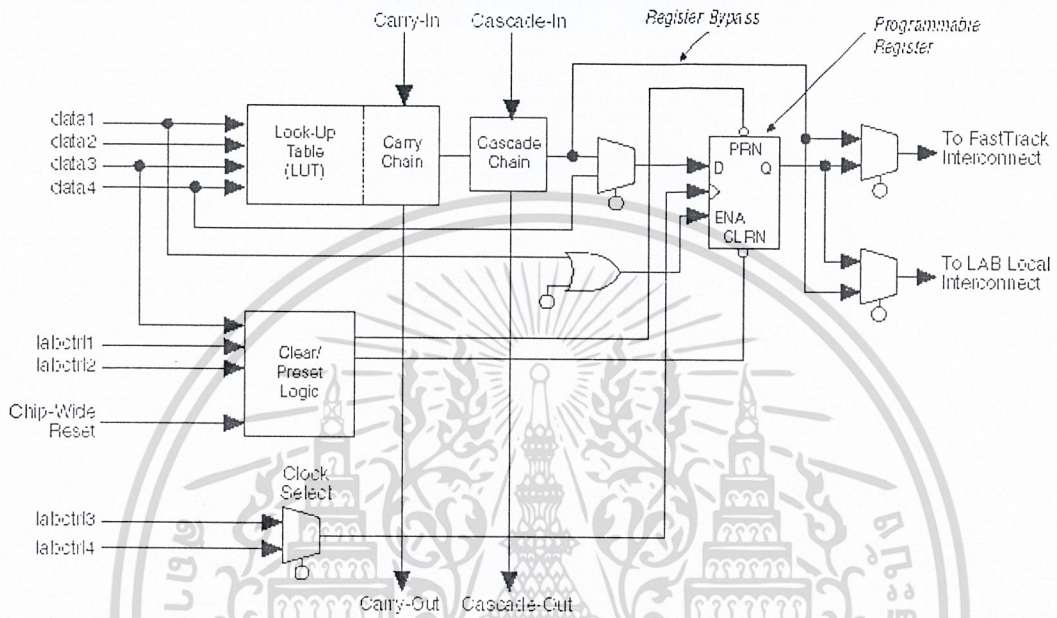 Carry-In
Cascade-In
Register Bypass
Programmable
Register
data1
data2
data3
data4
Look-Up
Table
(LUT)
Carry
Chain
Cascade
Chain
PRN
D
Q
ENA
CLRN
To FastTrack
Interconnect
To LAB Local
Interconnect
labctrl1
labctrl2
Chip-Wide
Reset
Clear/
Preset
Logic
Clock
Select
labctrl3
labctrl4
Carry-Out
Cascade-Out